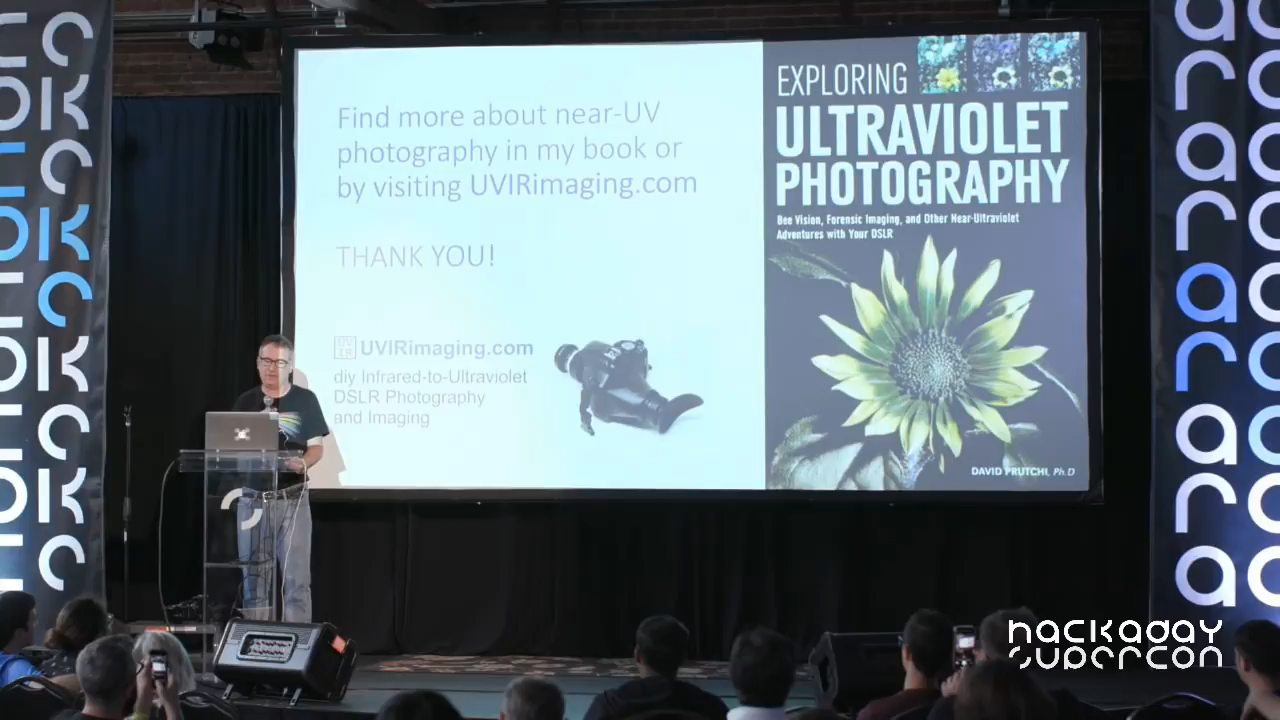 Find more about near-UV
photography in my book or
by visiting UVIRimaging.com
THANK YOU!
UV
IR
UVIRimaging.com
diy Infrared-to-Ultraviolet
DSLR Photography
and Imaging
EXPLORING
ULTRAVIOLET
PHOTOGRAPHY
Bee Vision, Forensic Imaging, and Other Near-Ultraviolet
Adventures with Your DSLR
DAVID PRUTCHI, Ph.D
hackaday
supercon